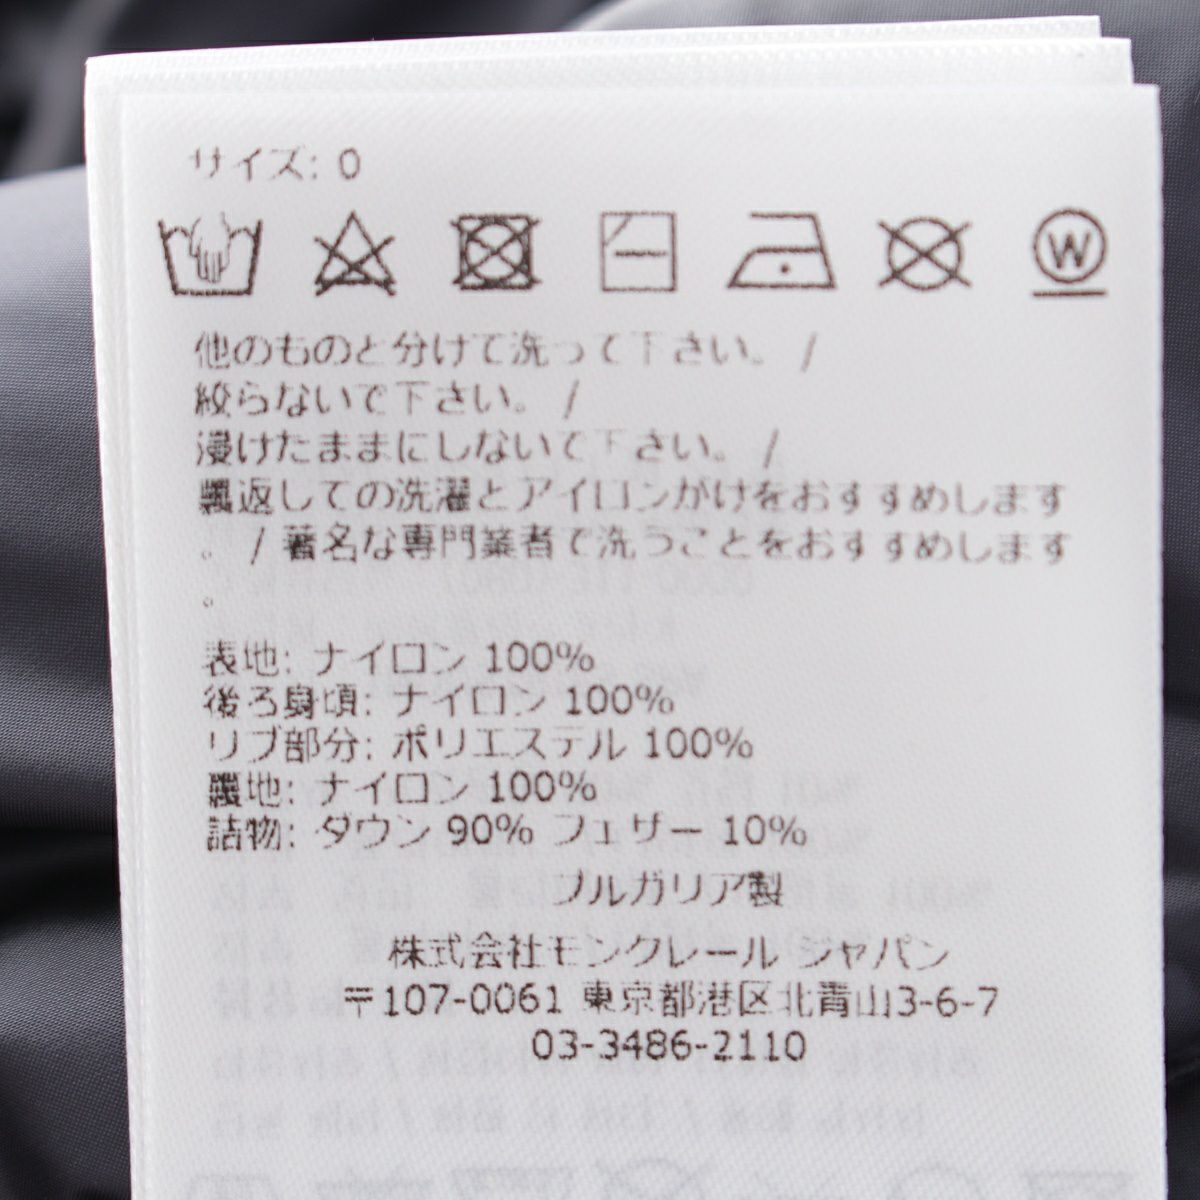 サイズ: 0
W
他のものと分けて洗って下さい。 /
絞らないで下さい。 /
浸けたままにしないで下さい。 /
裏返しての洗濯とアイロンがけをおすすめします
。 / 著名な専門業者で洗うことをおすすめします
。
表地: ナイロン 100%
後ろ身頃: ナイロン 100%
リブ部分: ポリエステル 100%
裏地: ナイロン 100%
詰物: ダウン 90% フェザー 10%
ブルガリア製
株式会社モンクレール ジャパン
〒107-0061 東京都港区北青山3-6-7
03-3486-2110